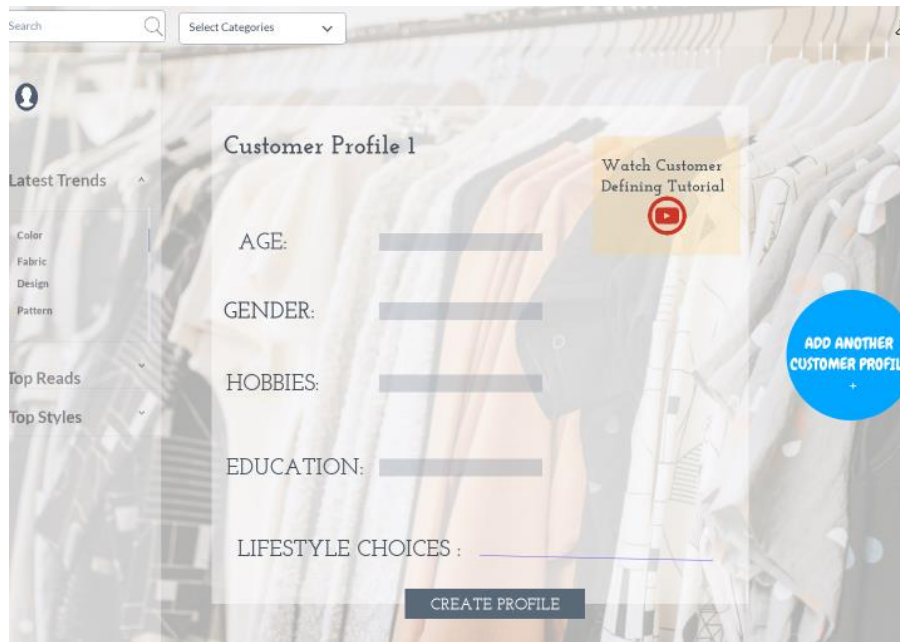 Search
Select Categories
Latest Trends
Color
Fabric
Design
Pattern
Top Reads
Top Styles
Customer Profile 1
Watch Customer
Defining Tutorial
AGE:
GENDER:
HOBBIES:
EDUCATION:
LIFESTYLE CHOICES :
CREATE PROFILE
ADD ANOTHER
CUSTOMER PROFIL
+